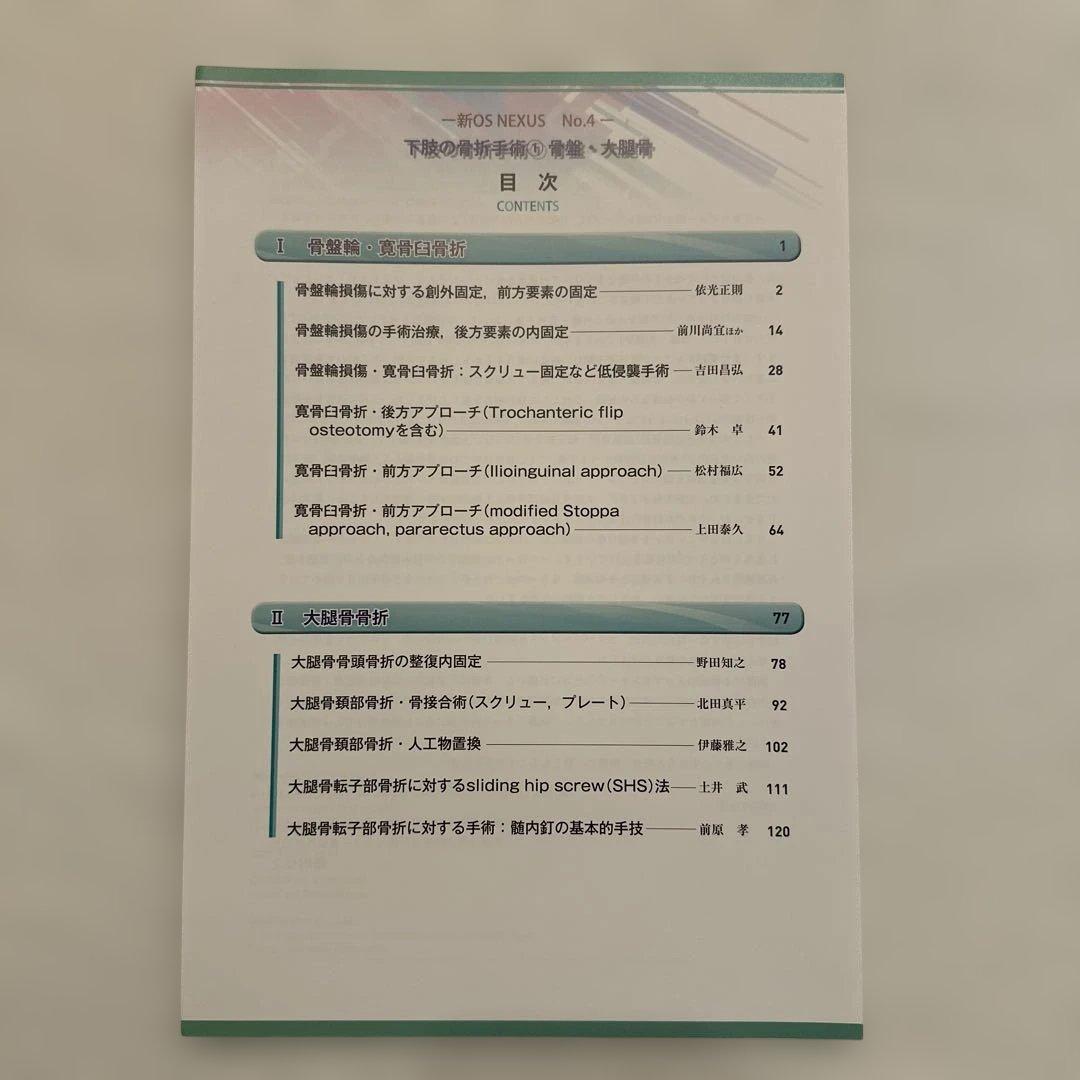 ―新OS NEXUS No.4―
下肢の骨折手術 骨盤・大腿骨
目 次
CONTENTS
Ⅰ 骨盤輪・寛骨臼骨折 1
骨盤輪損傷に対する創外固定，前方要素の固定 依光正則 2
骨盤輪損傷の手術治療，後方要素の内固定 前川尚宜ほか 14
骨盤輪損傷・寛骨臼骨折：スクリュー固定など低侵襲手術 吉田昌弘 28
寛骨臼骨折・後方アプローチ（Trochanteric flip
osteotomyを含む） 鈴木 卓 41
寛骨臼骨折・前方アプローチ（Ilioinguinal approach） 松村福広 52
寛骨臼骨折・前方アプローチ（modified Stoppa
approach, pararectus approach） 上田泰久 64
Ⅱ 大腿骨骨折 77
大腿骨骨頭骨折の整復内固定 野田知之 78
大腿骨頚部骨折・骨接合術（スクリュー，プレート） 北田真平 92
大腿骨頚部骨折・人工物置換 伊藤雅之 102
大腿骨転子部骨折に対するsliding hip screw（SHS）法 土井 武 111
大腿骨転子部骨折に対する手術：髄内釘の基本的手技 前原 孝 120